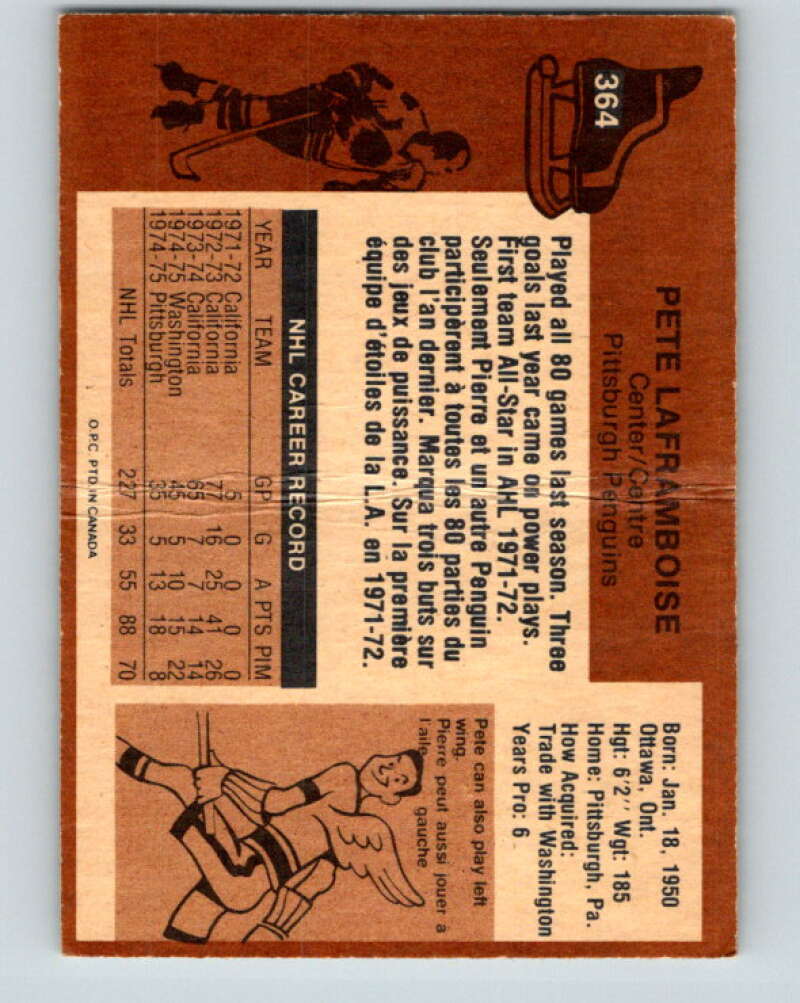 364
PETE LAFRAMBOISE
Center/Centre
Pittsburgh Penguins
Played all 80 games last season. Three
goals last year came on power plays.
First team All-Star in AHL 1971-72.
Seulement Pierre et un autre Penguin
participèrent à toutes les 80 parties du
club l'an dernier. Marqua trois buts sur
des jeux de puissance. Sur la première
équipe d'étoiles de la L.A. en 1971-72.
NHL CAREER RECORD
YEAR TEAM GP G A PTS PIM
1971-72 California 5 0 0 0 0
1972-73 California 77 16 25 41 26
1973-74 California 65 7 7 14 14
1974-75 Washington 45 5 10 15 22
1974-75 Pittsburgh 35 5 13 18 8
NHL Totals 227 33 55 88 70
O.P.C. PTD. IN CANADA
Born: Jan. 18, 1950
Ottawa, Ont.
Hgt: 6'2" Wgt: 185
Home: Pittsburgh, Pa.
How Acquired:
Trade with Washington
Years Pro: 6
Pete can also play left
wing.
Pierre peut aussi jouer à
l'aile gauche